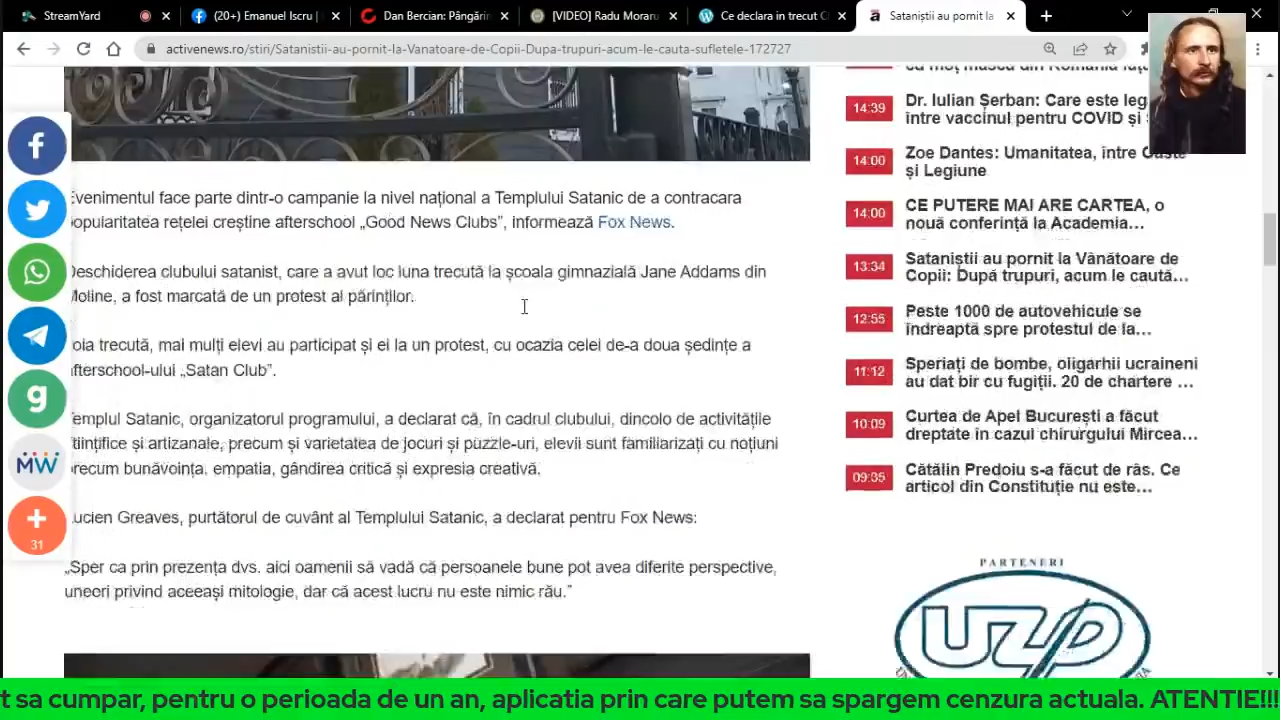 StreamYard
(20+) Emanuel Iscru |
Dan Bercian: Pângărin
[VIDEO] Radu Moraru
Ce declara in trecut C
Sataniștii au pornit la
activenews.ro/stiri/Satanistii-au-pornit-la-Vanatoare-de-Copii-Dupa-trupuri-acum-le-cauta-sufletele-172727
Evenimentul face parte dintr-o campanie la nivel național a Templului Satanic de a contracara
popularitatea rețelei creștine afterschool „Good News Clubs”, informează Fox News.
Deschiderea clubului satanist, care a avut loc luna trecută la școala gimnazială Jane Addams din
Moline, a fost marcată de un protest al părinților.
Joia trecută, mai mulți elevi au participat și ei la un protest, cu ocazia celei de-a doua ședințe a
afterschool-ului „Satan Club”.
Templul Satanic, organizatorul programului, a declarat că, în cadrul clubului, dincolo de activitățile
științifice și artizanale, precum și varietatea de jocuri și puzzle-uri, elevii sunt familiarizați cu noțiuni
precum bunăvoința, empatia, gândirea critică și expresia creativă.
Lucien Greaves, purtătorul de cuvânt al Templului Satanic, a declarat pentru Fox News:
„Sper ca prin prezența dvs. aici oamenii să vadă că persoanele bune pot avea diferite perspective,
uneori privind aceeași mitologie, dar că acest lucru nu este nimic rău.”
31
14:39 Dr. Iulian Șerban: Care este leg
între vaccinul pentru COVID și
14:00 Zoe Dantes: Umanitatea, între Caste
și Legiune
14:00 CE PUTERE MAI ARE CARTEA, o
nouă conferință la Academia...
13:34 Sataniștii au pornit la Vânătoare de
Copii: După trupuri, acum le caută...
12:55 Peste 1000 de autovehicule se
îndreaptă spre protestul de la...
11:12 Speriați de bombe, oligarhii ucraineni
au dat bir cu fugiții. 20 de chartere ...
10:09 Curtea de Apel București a făcut
dreptate în cazul chirurgului Mircea...
09:35 Cătălin Predoiu s-a făcut de râs. Ce
articol din Constituție nu este...
PARTENERI
UZP
t sa cumpar, pentru o perioada de un an, aplicatia prin care putem sa spargem cenzura actuala. ATENTIE!!!